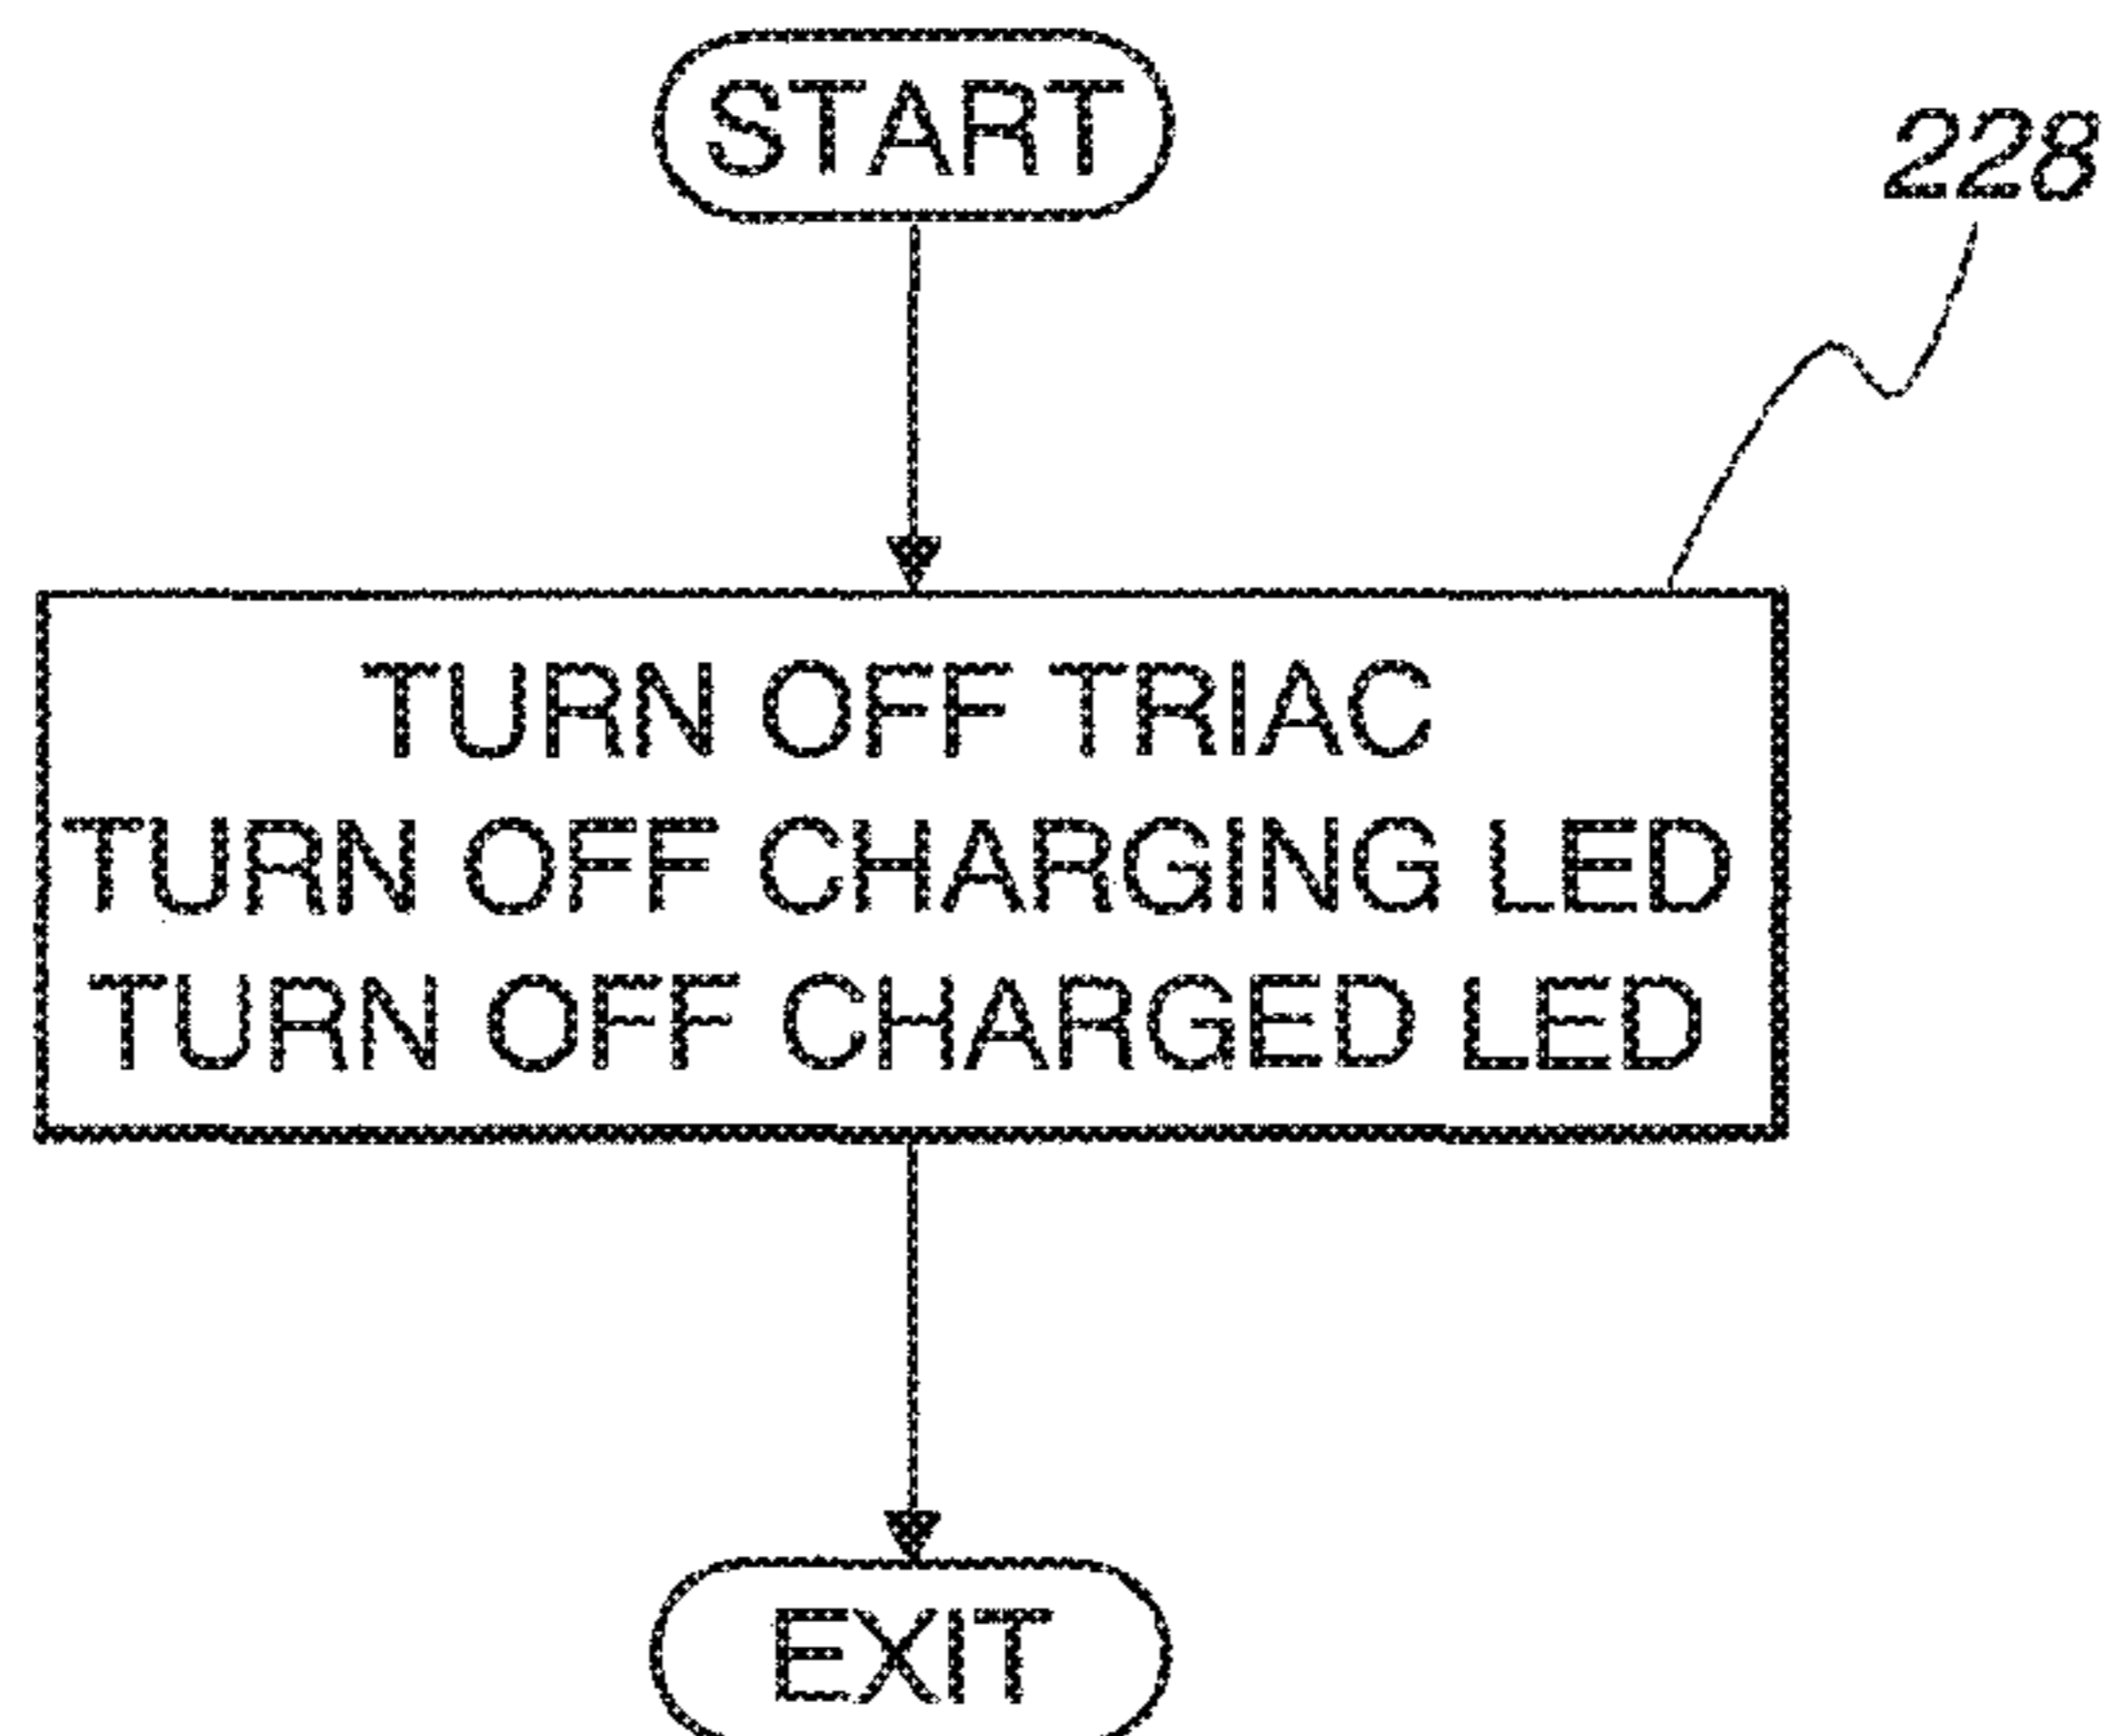 START
228
TURN OFF TRIAC
TURN OFF CHARGING LED
TURN OFF CHARGED LED
EXIT